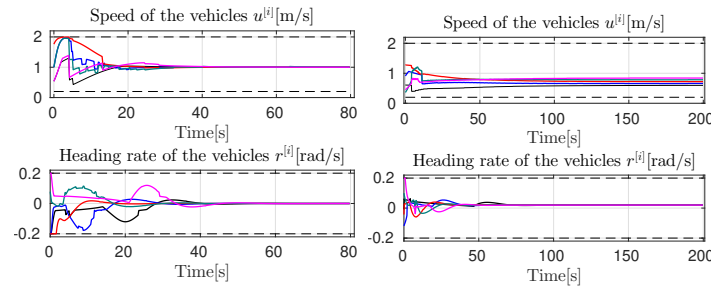 Speed of the vehicles u^[i][m/s]
2
1
0
0 20 40 60 80
Time[s]
Heading rate of the vehicles r^[i][rad/s]
0.2
0
-0.2
0 20 40 60 80
Time[s]
Speed of the vehicles u^[i][m/s]
2
1
0
0 50 100 150 200
Time[s]
Heading rate of the vehicles r^[i][rad/s]
0.2
0
-0.2
0 50 100 150 200
Time[s]